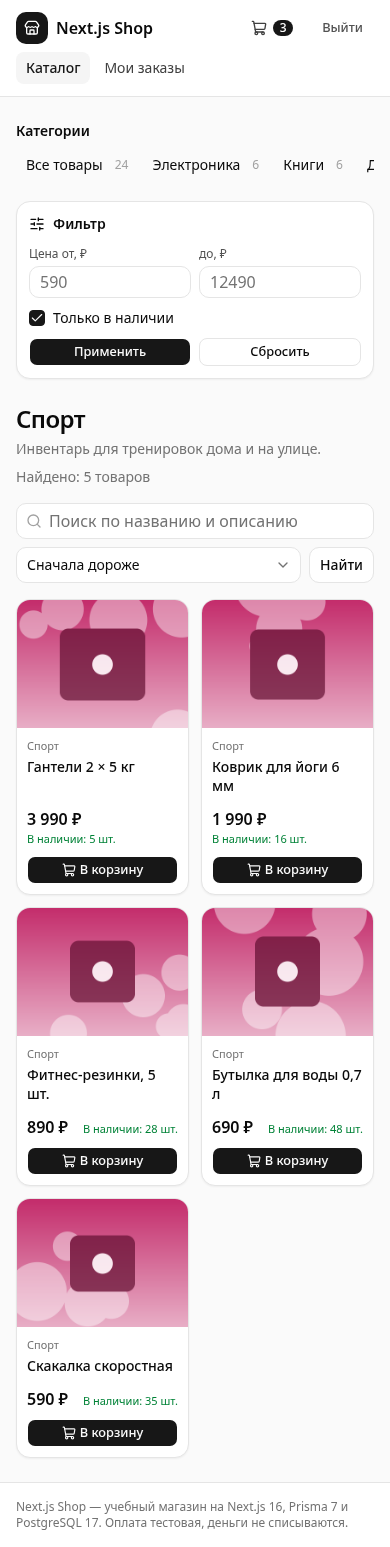 Next.js Shop
3
Выйти
Каталог
Мои заказы
Категории
Все товары 24
Электроника 6
Книги 6
Фильтр
Цена от, ₽
до, ₽
590
12490
Только в наличии
Применить
Сбросить
Спорт
Инвентарь для тренировок дома и на улице.
Найдено: 5 товаров
Поиск по названию и описанию
Сначала дороже
Найти
Спорт
Гантели 2 × 5 кг
3 990 ₽
В наличии: 5 шт.
В корзину
Спорт
Коврик для йоги 6
мм
1 990 ₽
В наличии: 16 шт.
В корзину
Спорт
Фитнес-резинки, 5
шт.
890 ₽
В наличии: 28 шт.
В корзину
Спорт
Бутылка для воды 0,7
л
690 ₽
В наличии: 48 шт.
В корзину
Спорт
Скакалка скоростная
590 ₽
В наличии: 35 шт.
В корзину
Next.js Shop — учебный магазин на Next.js 16, Prisma 7 и
PostgreSQL 17. Оплата тестовая, деньги не списываются.